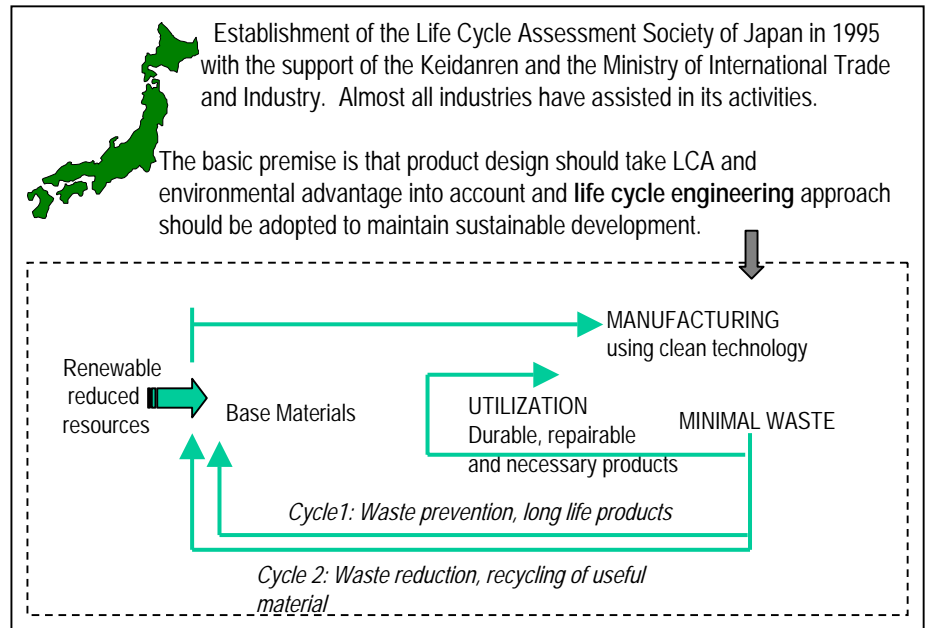 Establishment of the Life Cycle Assessment Society of Japan in 1995
with the support of the Keidanren and the Ministry of International Trade
and Industry. Almost all industries have assisted in its activities.
The basic premise is that product design should take LCA and
environmental advantage into account and life cycle engineering approach
should be adopted to maintain sustainable development.
MANUFACTURING
using clean technology
Renewable
reduced
resources
Base Materials
UTILIZATION
Durable, repairable
and necessary products
MINIMAL WASTE
Cycle1: Waste prevention, long life products
Cycle 2: Waste reduction, recycling of useful
material